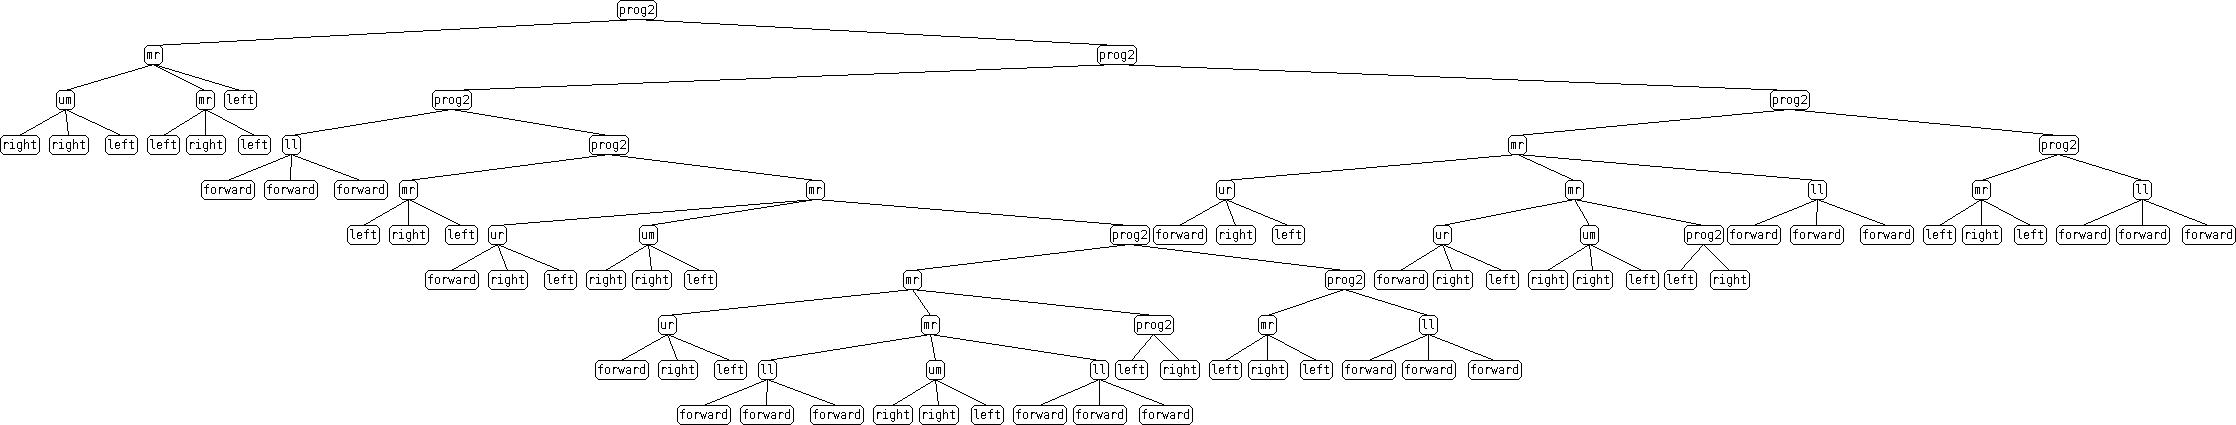 prog2
mr prog2
um mr left prog2 prog2
right right left left right left ll prog2 mr prog2
forward forward forward mr mr ur mr ll mr ll
left right left ur um prog2 forward right left ur um prog2 forward forward forward left right left forward forward forward
forward right left right right left mr prog2 forward right left right right left left right
ur mr prog2 mr ll
forward right left ll um ll left right left right left forward forward forward
forward forward forward right right left forward forward forward